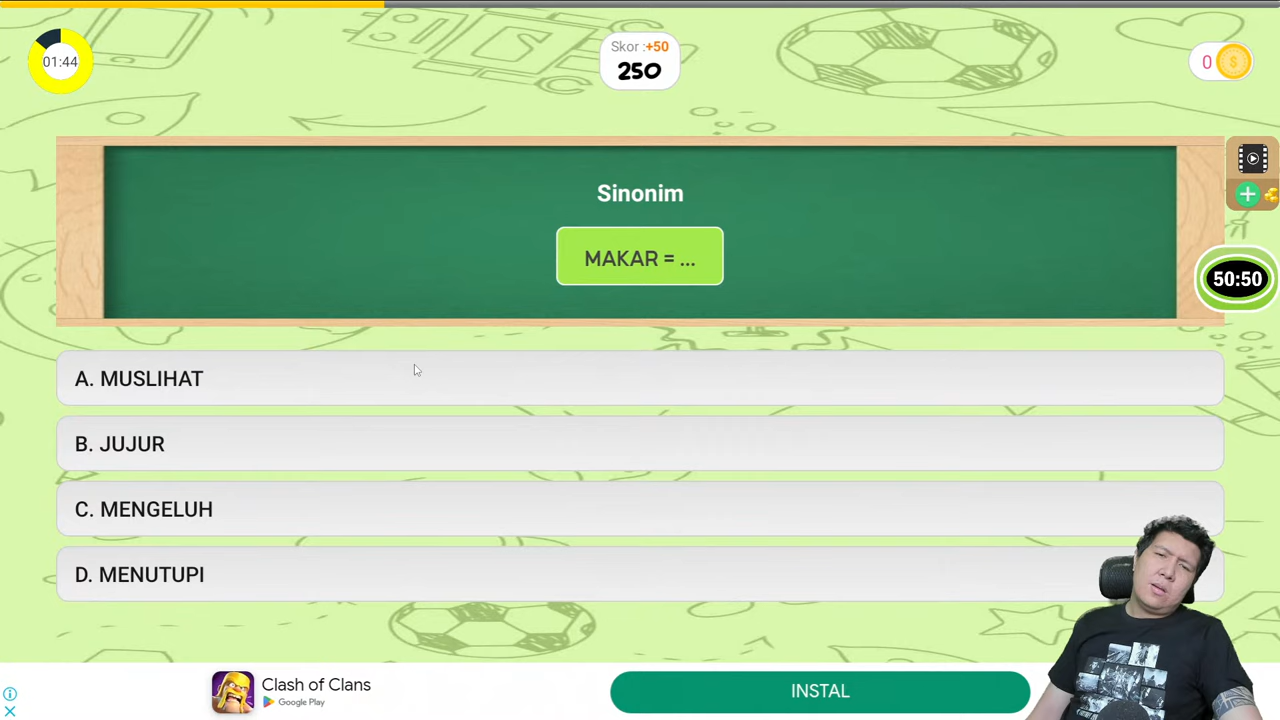 01:44
Skor :+50
250
0
Sinonim
MAKAR = ...
50:50
A. MUSLIHAT
B. JUJUR
C. MENGELUH
D. MENUTUPI
Clash of Clans
Google Play
INSTAL